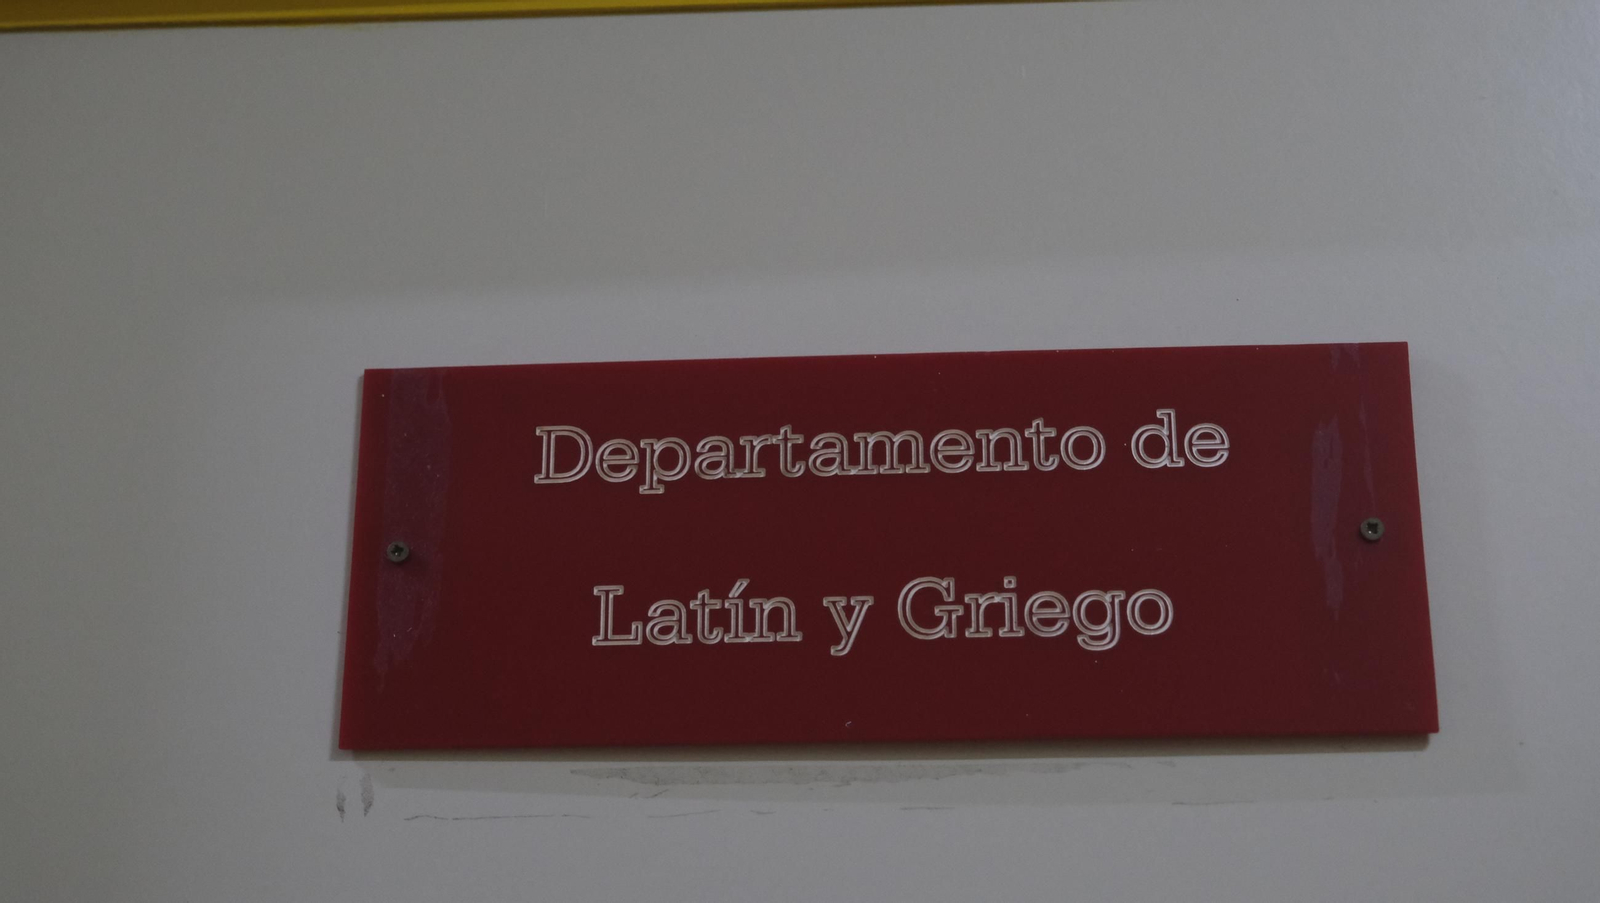 Departamento de
Latín y Griego